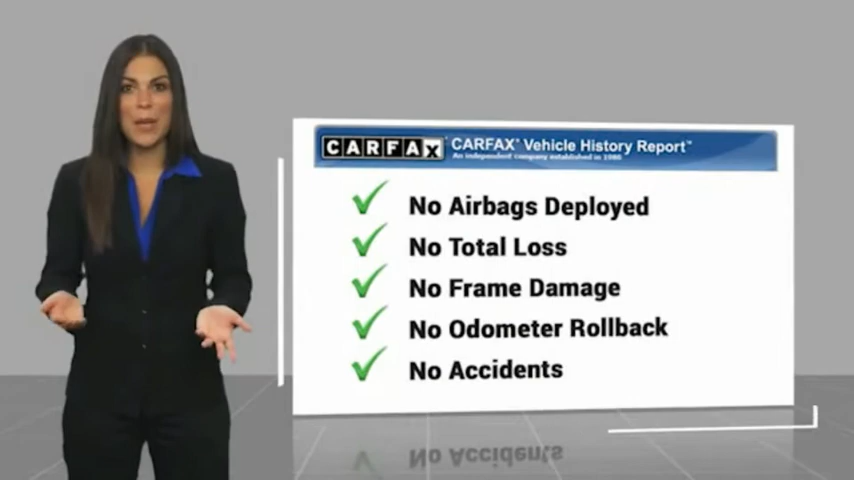 CARFAX CARFAX™ Vehicle History Report™
An independent company established in 1986
No Airbags Deployed
No Total Loss
No Frame Damage
No Odometer Rollback
No Accidents
No Accidents